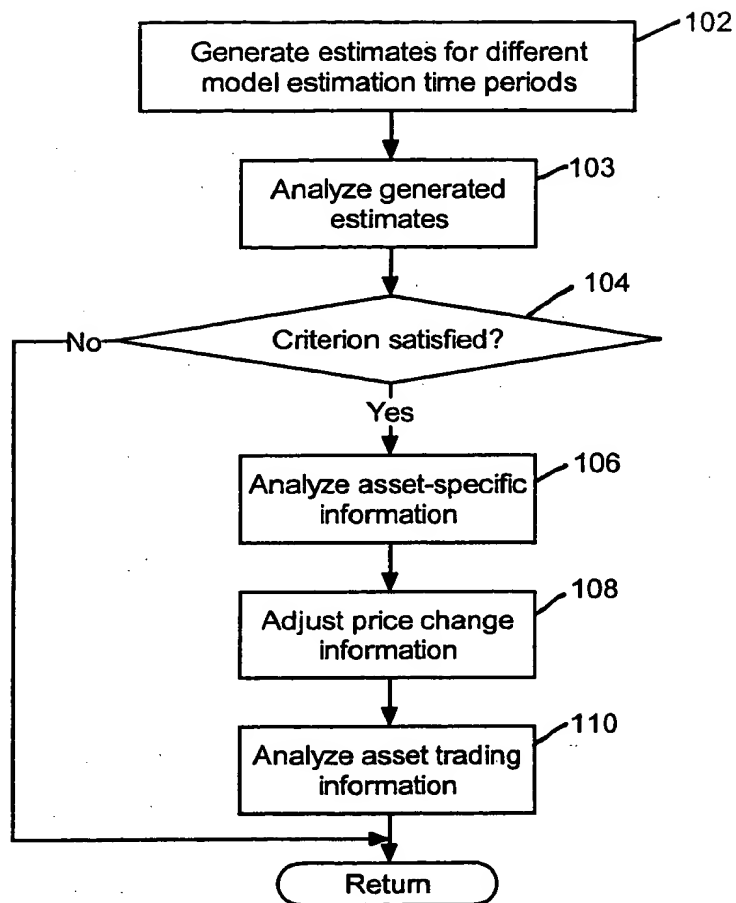 102
Generate estimates for different
model estimation time periods
103
Analyze generated
estimates
104
Criterion satisfied?
No
Yes
106
Analyze asset-specific
information
108
Adjust price change
information
110
Analyze asset trading
information
Return